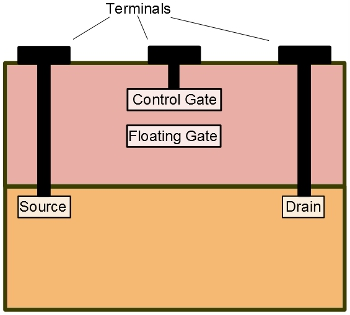 Terminals
Control Gate
Floating Gate
Source
Drain